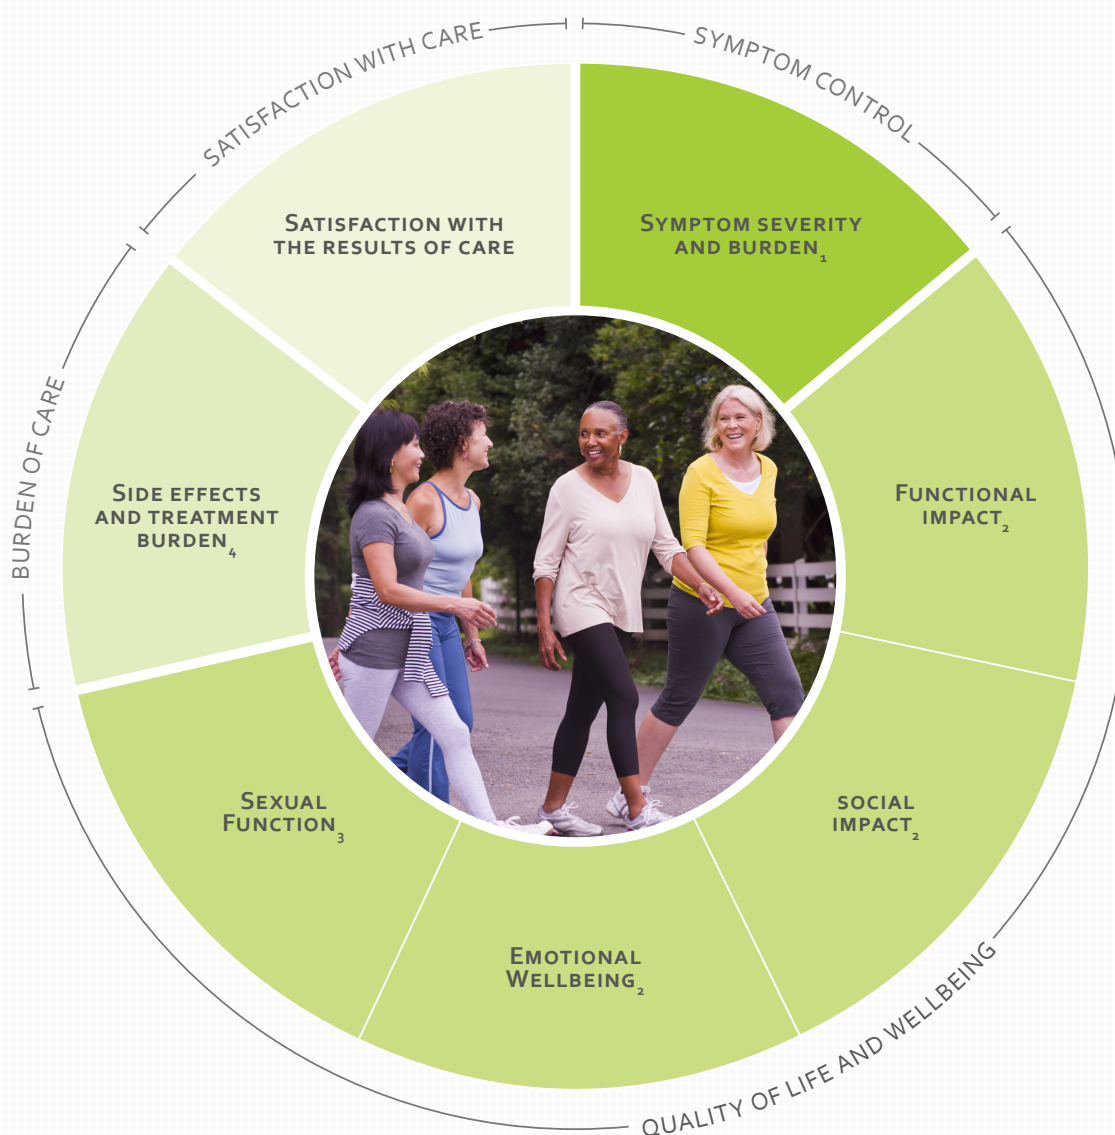 SATISFACTION WITH CARE
SYMPTOM CONTROL
SATISFACTION WITH
THE RESULTS OF CARE
SYMPTOM SEVERITY
AND BURDEN1
BURDEN OF CARE
SIDE EFFECTS
AND TREATMENT
BURDEN4
FUNCTIONAL
IMPACT2
SEXUAL
FUNCTION3
SOCIAL
IMPACT2
EMOTIONAL
WELLBEING2
QUALITY OF LIFE AND WELLBEING